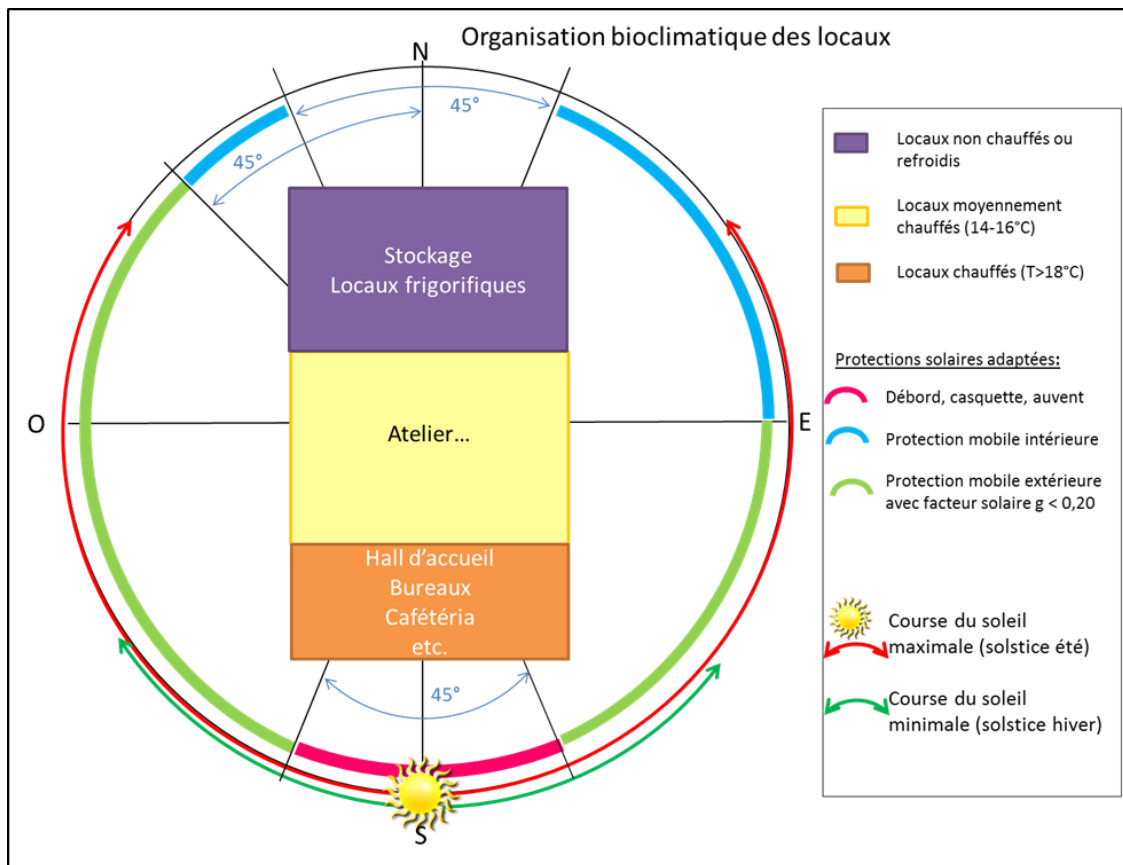 Organisation bioclimatique des locaux
N
45°
45°
Stockage
Locaux frigorifiques
O
Atelier...
E
Hall d'accueil
Bureaux
Cafétéria
etc.
45°
S
Locaux non chauffés ou
refroidis
Locaux moyennement
chauffés (14-16°C)
Locaux chauffés (T>18°C)
Protections solaires adaptées:
Débord, casquette, auvent
Protection mobile intérieure
Protection mobile extérieure
avec facteur solaire g < 0,20
Course du soleil
maximale (solstice été)
Course du soleil
minimale (solstice hiver)